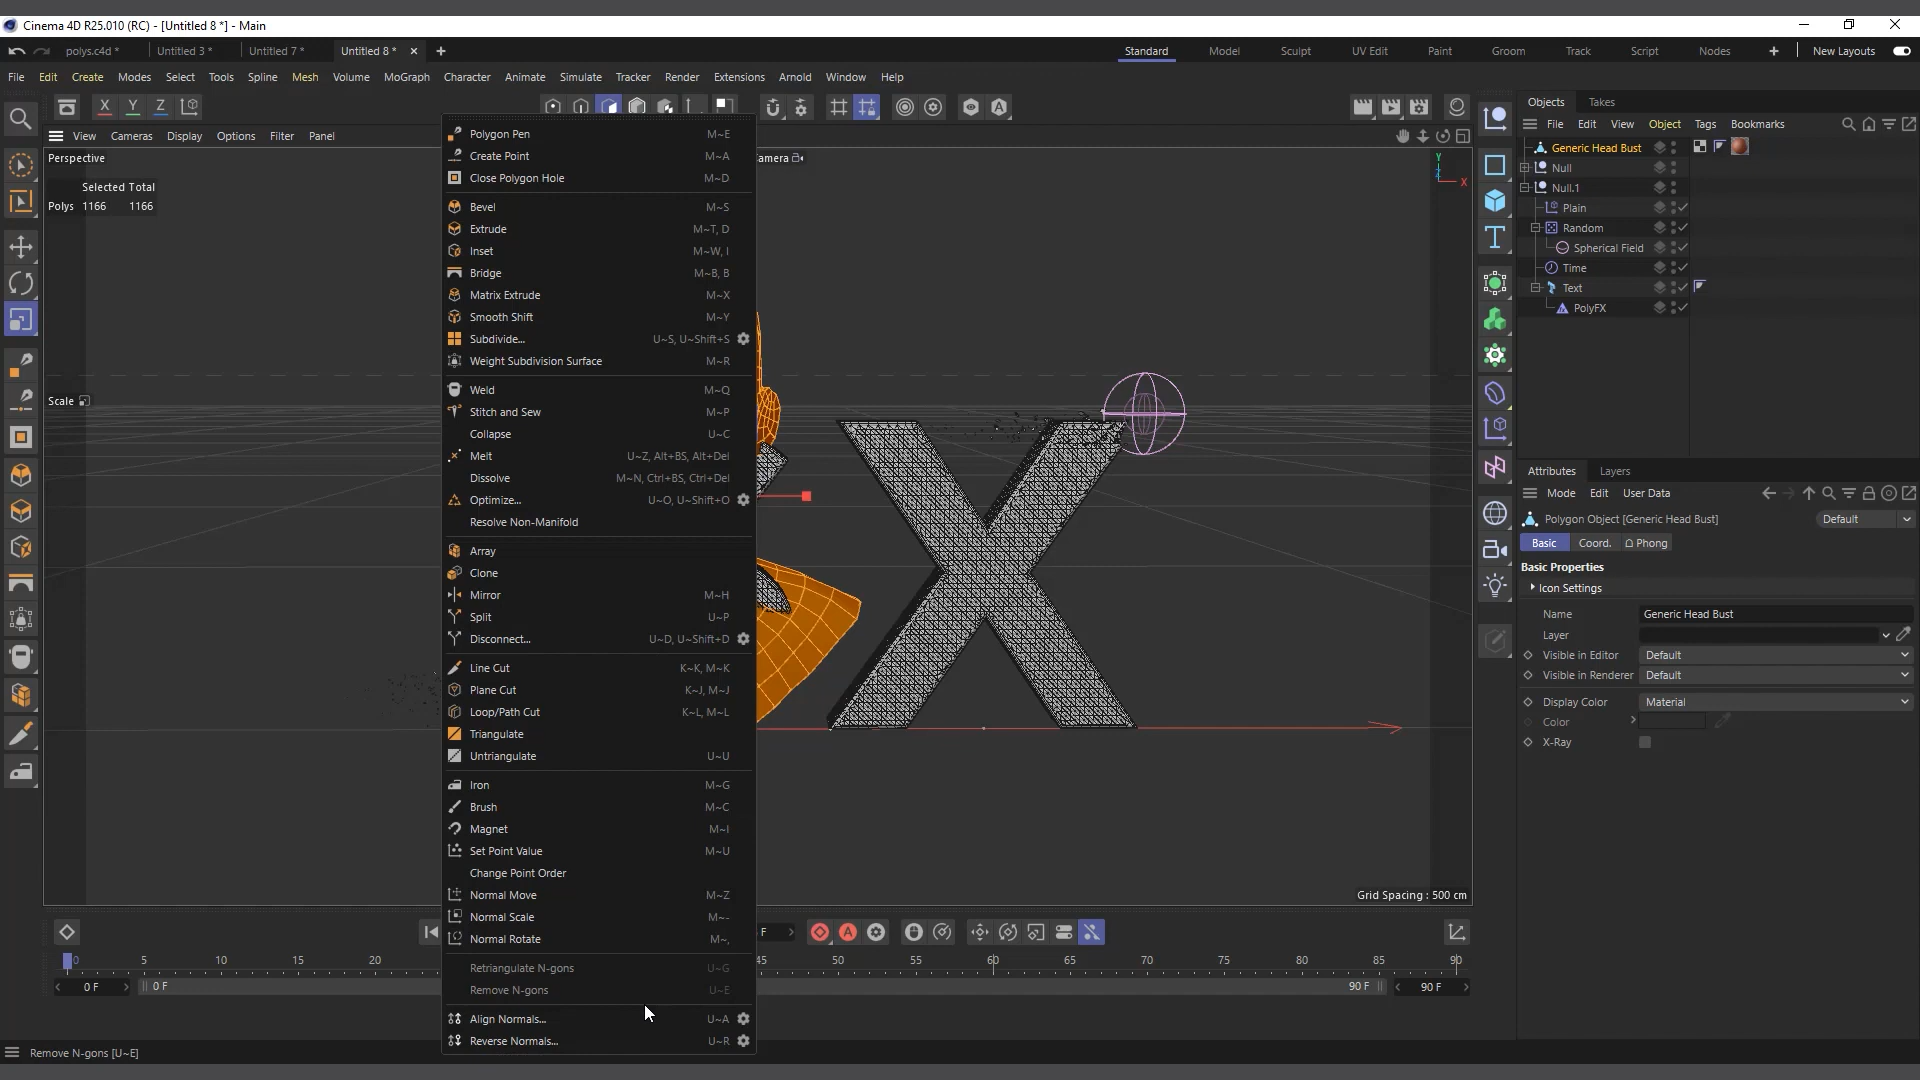 Cinema 4D R25.010 (RC) - [Untitled 8 *] - Main
polys.c4d *
Untitled 3 *
Untitled 7 *
Untitled 8 *
Standard
Model
Sculpt
UV Edit
Paint
Groom
Track
Script
Nodes
New Layouts
File Edit Create Modes Select Tools Spline Mesh Volume MoGraph Character Animate Simulate Tracker Render Extensions Arnold Window Help
X Y Z
View Cameras Display Options Filter Panel
Perspective
amera
Selected Total
Polys 1166 1166
Scale
Polygon Pen M~E
Create Point M~A
Close Polygon Hole M~D
Bevel M~S
Extrude M~T, D
Inset M~W, I
Bridge M~B, B
Matrix Extrude M~X
Smooth Shift M~Y
Subdivide... U~S, U~Shift+S
Weight Subdivision Surface M~R
Weld M~Q
Stitch and Sew M~P
Collapse U~C
Melt U~Z, Alt+BS, Alt+Del
Dissolve M~N, Ctrl+BS, Ctrl+Del
Optimize... U~O, U~Shift+O
Resolve Non-Manifold
Array
Clone
Mirror M~H
Split U~P
Disconnect... U~D, U~Shift+D
Line Cut K~K, M~K
Plane Cut K~J, M~J
Loop/Path Cut K~L, M~L
Triangulate
Untriangulate U~U
Iron M~G
Brush M~C
Magnet M~I
Set Point Value M~U
Change Point Order
Normal Move M~Z
Normal Scale M~-
Normal Rotate M~,
Retriangulate N-gons U~G
Remove N-gons U~E
Align Normals... U~A
Reverse Normals... U~R
Y
Z
X
Grid Spacing : 500 cm
Objects Takes
File Edit View Object Tags Bookmarks
Generic Head Bust
Null
Null.1
Plain
Random
Spherical Field
Time
Text
PolyFX
Attributes Layers
Mode Edit User Data
Polygon Object [Generic Head Bust]
Default
Basic Coord. Phong
Basic Properties
Icon Settings
Name Generic Head Bust
Layer
Visible in Editor Default
Visible in Renderer Default
Display Color Material
Color
X-Ray
F
0 5 10 15 20 45 50 55 60 65 70 75 80 85 90
0 F
0 F
90 F
90 F
Remove N-gons [U~E]